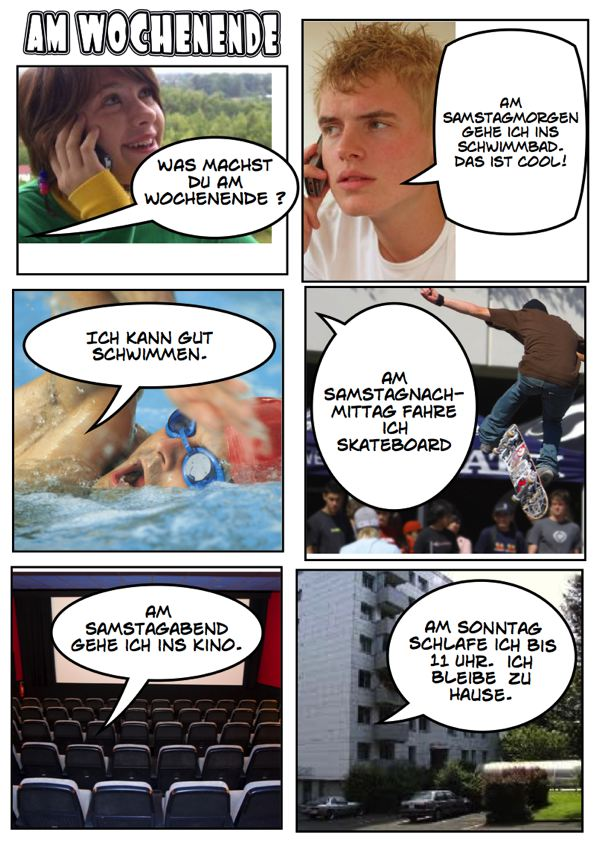 AM WOCHENENDE
WAS MACHST
DU AM
WOCHENENDE ?
AM
SAMSTAGMORGEN
GEHE ICH INS
SCHWIMMBAD.
DAS IST COOL!
ICH KANN GUT
SCHWIMMEN.
AM
SAMSTAGNACH-
MITTAG FAHRE
ICH
SKATEBOARD
AM
SAMSTAGABEND
GEHE ICH INS KINO.
AM SONNTAG
SCHLAFE ICH BIS
11 UHR. ICH
BLEIBE ZU
HAUSE.